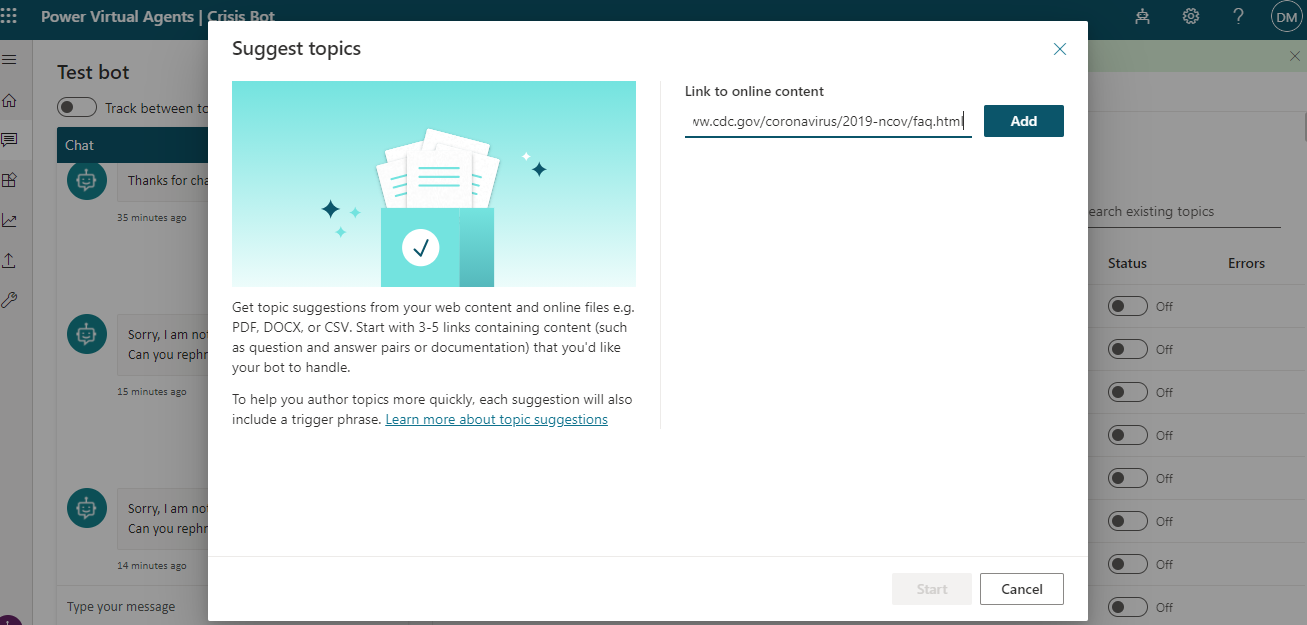 Power Virtual Agents | Crisis Bot
DM
Test bot
Track between to
Chat
Thanks for cha
35 minutes ago
Sorry, I am not
Can you rephr
15 minutes ago
Sorry, I am not
Can you rephr
14 minutes ago
Type your message
Suggest topics
Get topic suggestions from your web content and online files e.g.
PDF, DOCX, or CSV. Start with 3-5 links containing content (such
as question and answer pairs or documentation) that you'd like
your bot to handle.
To help you author topics more quickly, each suggestion will also
include a trigger phrase. Learn more about topic suggestions
Link to online content
ww.cdc.gov/coronavirus/2019-ncov/faq.html
Add
Start
Cancel
earch existing topics
Status Errors
Off
Off
Off
Off
Off
Off
Off
Off